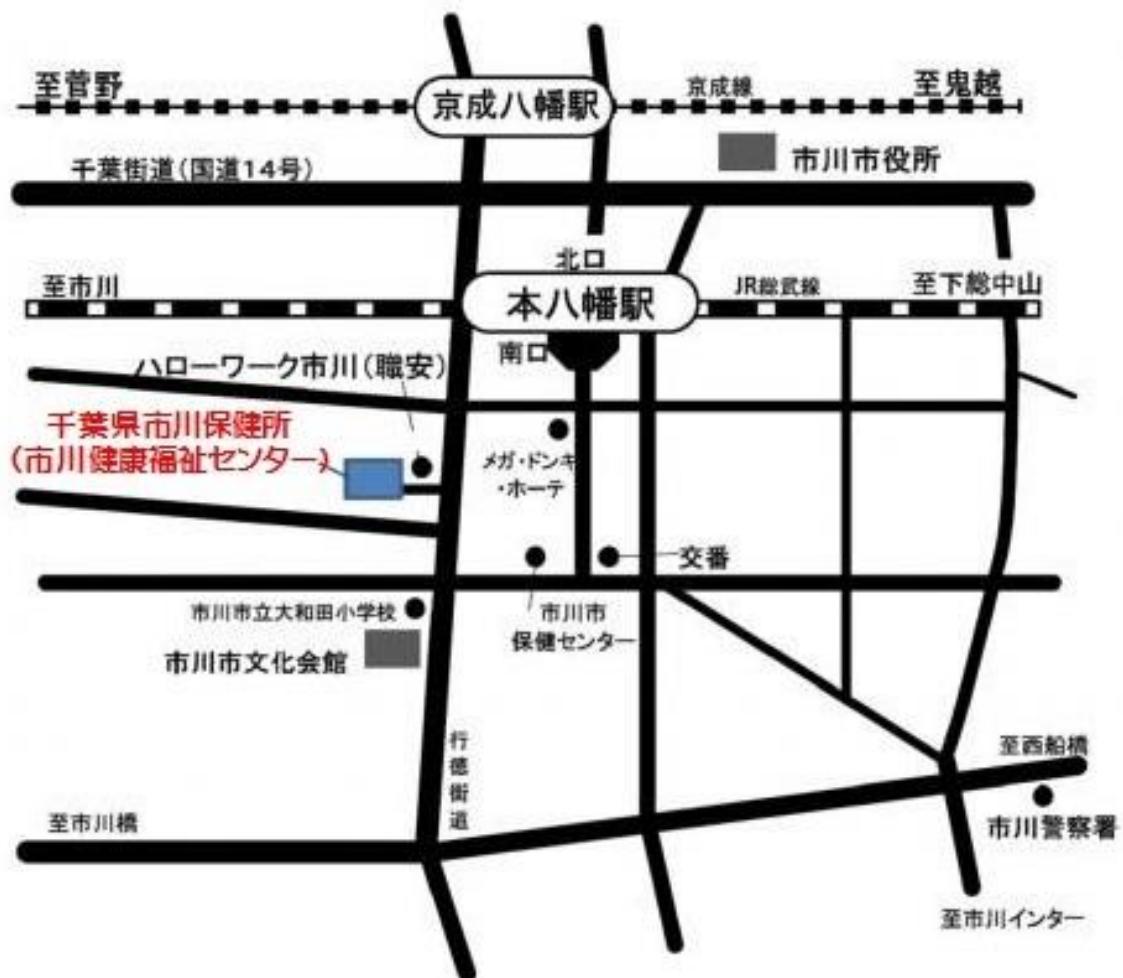 至菅野
京成八幡駅
京成線
至鬼越
市川市役所
千葉街道(国道14号)
北口
至市川
本八幡駅
JR総武線
至下総中山
南口
ハローワーク市川(職安)
千葉県市川保健所
(市川健康福祉センター)
メガ・ドンキ
・ホーテ
交番
市川市立大和田小学校
市川市
保健センター
市川市文化会館
行徳街道
至西船橋
至市川橋
市川警察署
至市川インター